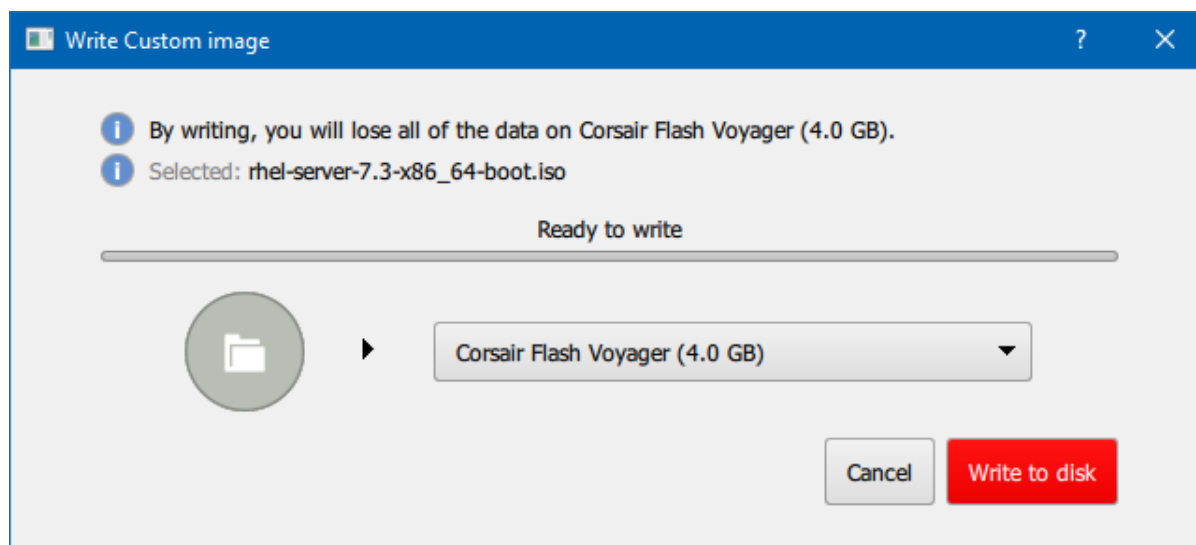 Write Custom image
?
By writing, you will lose all of the data on Corsair Flash Voyager (4.0 GB).
Selected: rhel-server-7.3-x86_64-boot.iso
Ready to write
Corsair Flash Voyager (4.0 GB)
Cancel
Write to disk